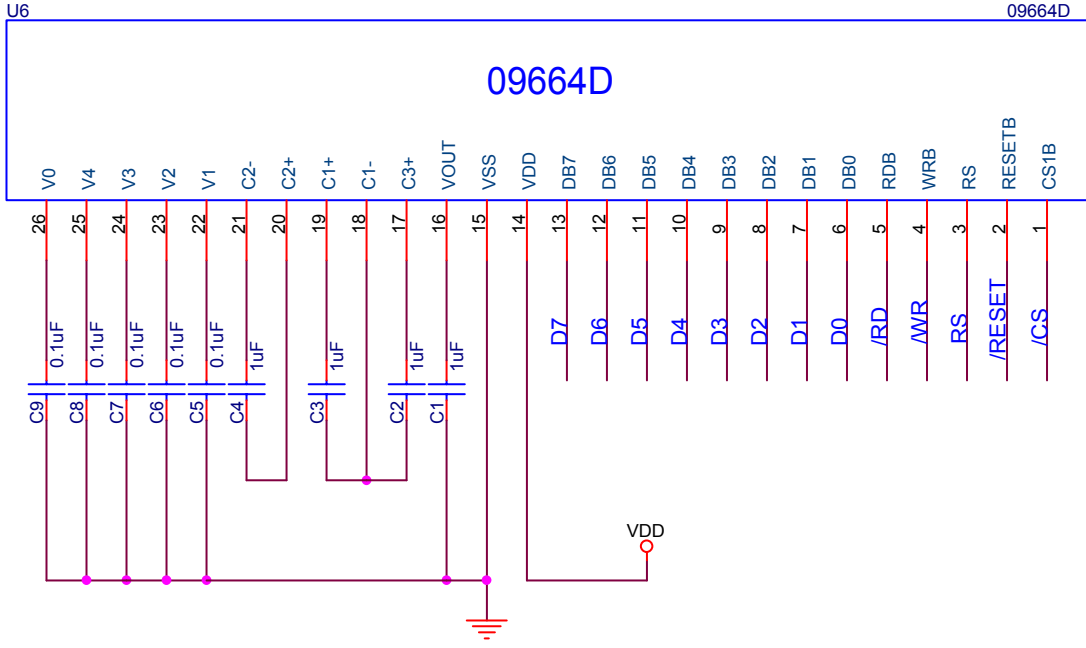 U6
09664D
09664D
V0
V4
V3
V2
V1
C2-
C2+
C1+
C1-
C3+
VOUT
VSS
VDD
DB7
DB6
DB5
DB4
DB3
DB2
DB1
DB0
RDB
WRB
RS
RESETB
CS1B
26
25
24
23
22
21
20
19
18
17
16
15
14
13
12
11
10
9
8
7
6
5
4
3
2
1
0.1uF
0.1uF
0.1uF
0.1uF
0.1uF
1uF
1uF
1uF
1uF
D7
D6
D5
D4
D3
D2
D1
D0
/RD
/WR
RS
/RESET
/CS
C9
C8
C7
C6
C5
C4
C3
C2
C1
VDD